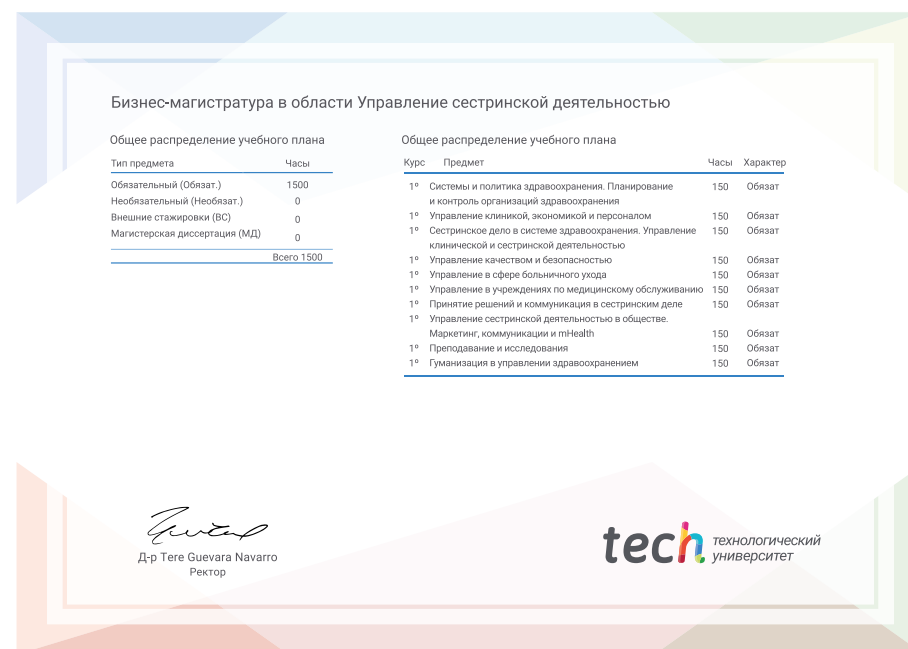 Бизнес-магистратура в области Управление сестринской деятельностью
Общее распределение учебного плана
Тип предмета Часы
Обязательный (Обязат.) 1500
Необязательный (Необязат.) 0
Внешние стажировки (ВС) 0
Магистерская диссертация (МД) 0
Всего 1500
Общее распределение учебного плана
Курс Предмет Часы Характер
1º Системы и политика здравоохранения. Планирование 150 Обязат
и контроль организаций здравоохранения
1º Управление клиникой, экономикой и персоналом 150 Обязат
1º Сестринское дело в системе здравоохранения. Управление 150 Обязат
клинической и сестринской деятельностью
1º Управление качеством и безопасностью 150 Обязат
1º Управление в сфере больничного ухода 150 Обязат
1º Управление в учреждениях по медицинскому обслуживанию 150 Обязат
1º Принятие решений и коммуникация в сестринским деле 150 Обязат
1º Управление сестринской деятельностью в обществе.
Маркетинг, коммуникации и mHealth 150 Обязат
1º Преподавание и исследования 150 Обязат
1º Гуманизация в управлении здравоохранением 150 Обязат
Д-р Tere Guevara Navarro
Ректор
tech технологический
университет